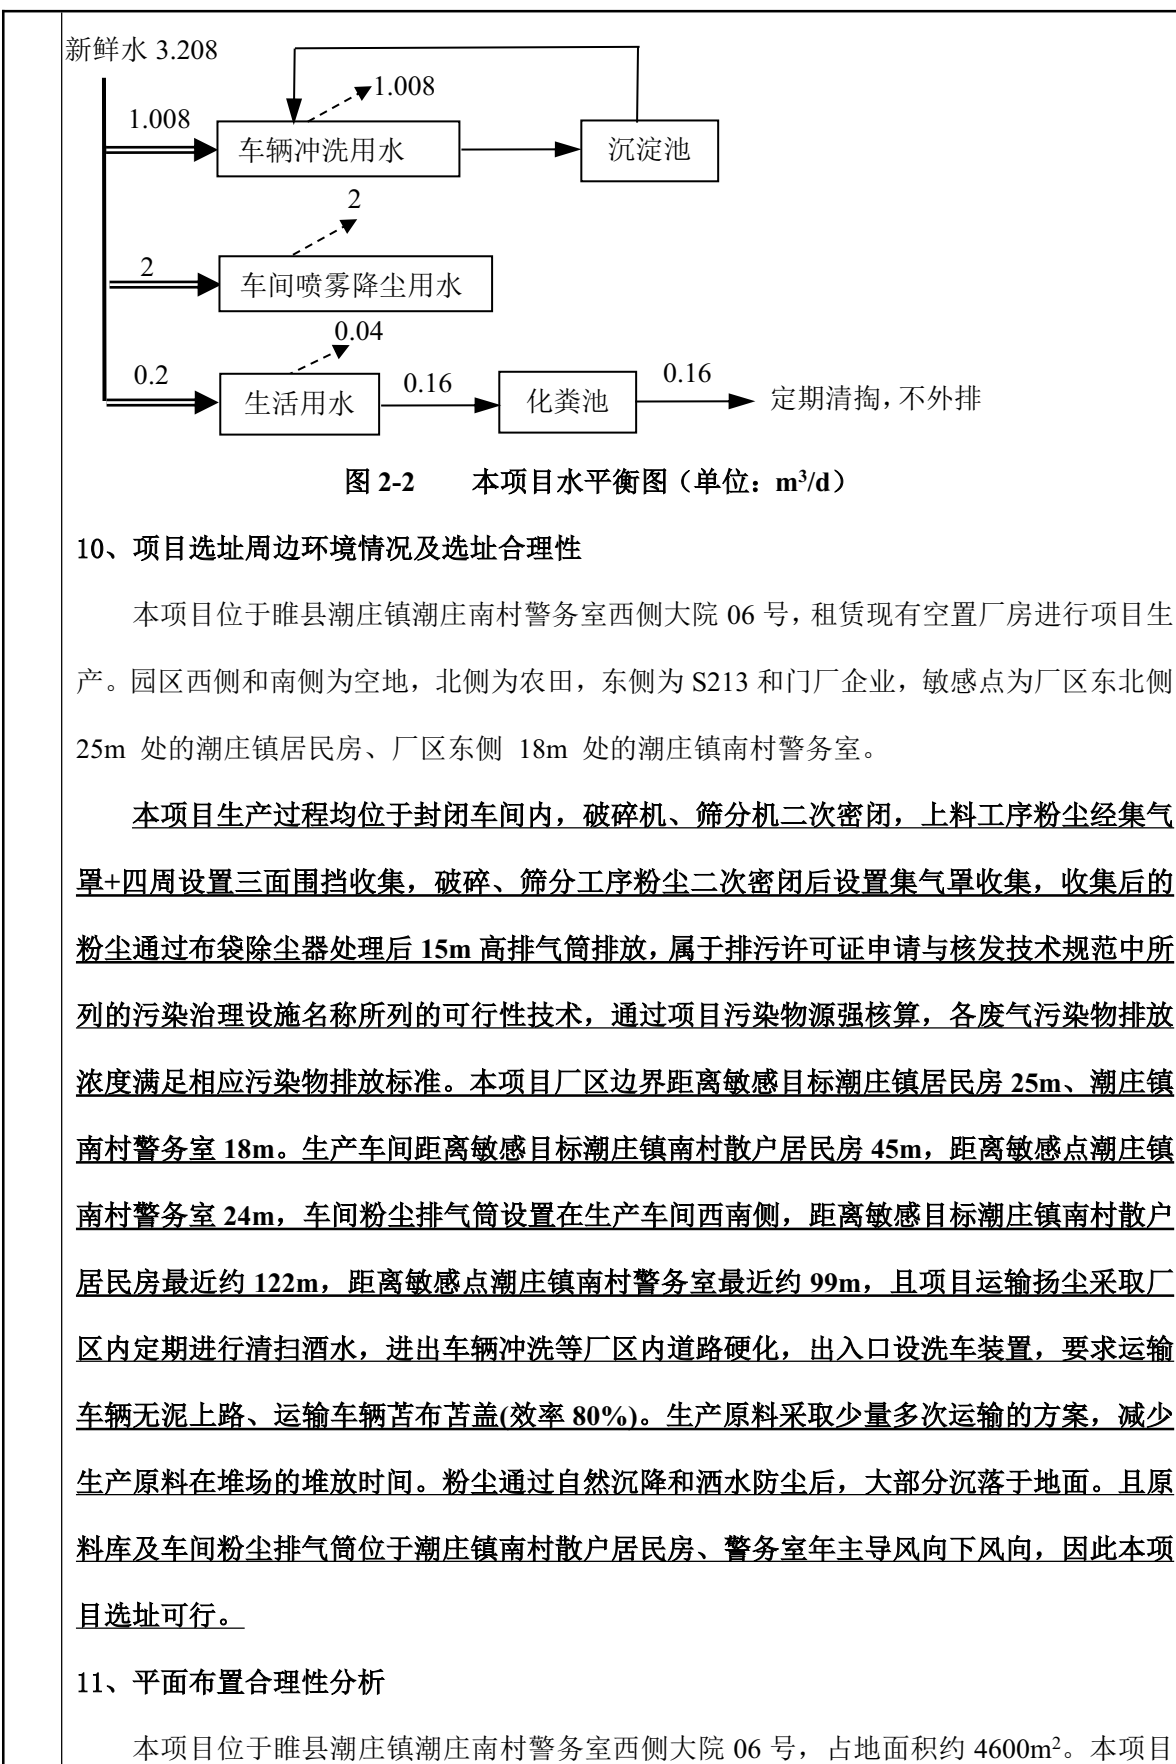 新鲜水 3.208
1.008
1.008
车辆冲洗用水
沉淀池
2
2
车间喷雾降尘用水
0.04
0.2
生活用水
0.16
化粪池
0.16
定期清掏，不外排
图 2-2 本项目水平衡图（单位：m³/d）
10、项目选址周边环境情况及选址合理性
本项目位于睢县潮庄镇潮庄南村警务室西侧大院 06 号，租赁现有空置厂房进行项目生
产。园区西侧和南侧为空地，北侧为农田，东侧为 S213 和门厂企业，敏感点为厂区东北侧
25m 处的潮庄镇居民房、厂区东侧 18m 处的潮庄镇南村警务室。
本项目生产过程均位于封闭车间内，破碎机、筛分机二次密闭，上料工序粉尘经集气
罩+四周设置三面围挡收集，破碎、筛分工序粉尘二次密闭后设置集气罩收集，收集后的
粉尘通过布袋除尘器处理后 15m 高排气筒排放，属于排污许可证申请与核发技术规范中所
列的污染治理设施名称所列的可行性技术，通过项目污染物源强核算，各废气污染物排放
浓度满足相应污染物排放标准。本项目厂区边界距离敏感目标潮庄镇居民房 25m、潮庄镇
南村警务室 18m。生产车间距离敏感目标潮庄镇南村散户居民房 45m，距离敏感点潮庄镇
南村警务室 24m，车间粉尘排气筒设置在生产车间西南侧，距离敏感目标潮庄镇南村散户
居民房最近约 122m，距离敏感点潮庄镇南村警务室最近约 99m，且项目运输扬尘采取厂
区内定期进行清扫酒水，进出车辆冲洗等厂区内道路硬化，出入口设洗车装置，要求运输
车辆无泥上路、运输车辆苫布苫盖(效率 80%)。生产原料采取少量多次运输的方案，减少
生产原料在堆场的堆放时间。粉尘通过自然沉降和洒水防尘后，大部分沉落于地面。且原
料库及车间粉尘排气筒位于潮庄镇南村散户居民房、警务室年主导风向下风向，因此本项
目选址可行。
11、平面布置合理性分析
本项目位于睢县潮庄镇潮庄南村警务室西侧大院 06 号，占地面积约 4600m²。本项目